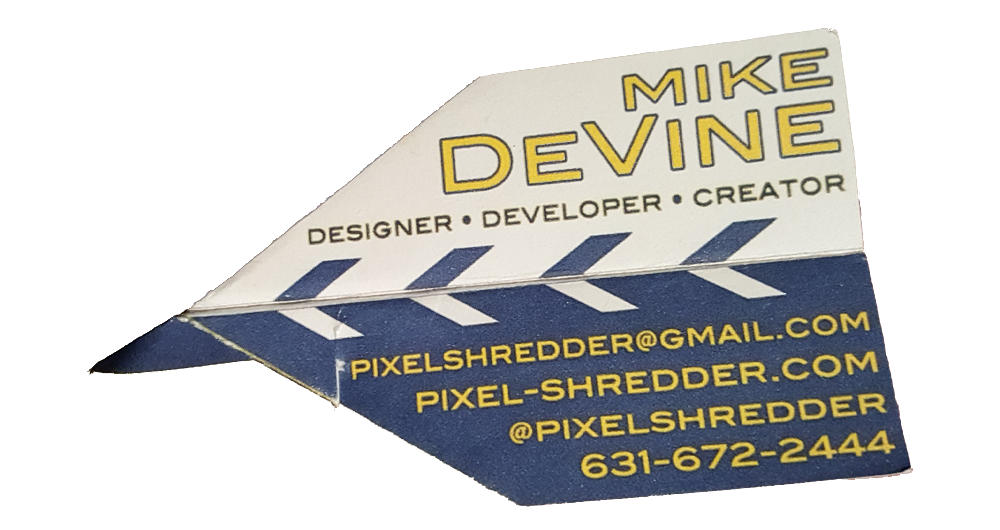 MIKE
DEVINE
DESIGNER • DEVELOPER • CREATOR
PIXELSHREDDER@GMAIL.COM
PIXEL-SHREDDER.COM
@PIXELSHREDDER
631-672-2444